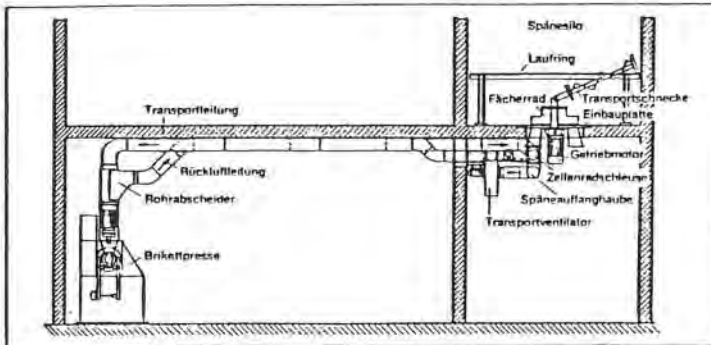 Spänesilo
Laufring
Fächerrad
Transportschnecke
Einbauplatte
Transportleitung
Getriebmotor
Rückluftleitung
Zellenradschleuse
Rohrabscheider
Späneauffanghaube
Transportventilator
Brikettpresse